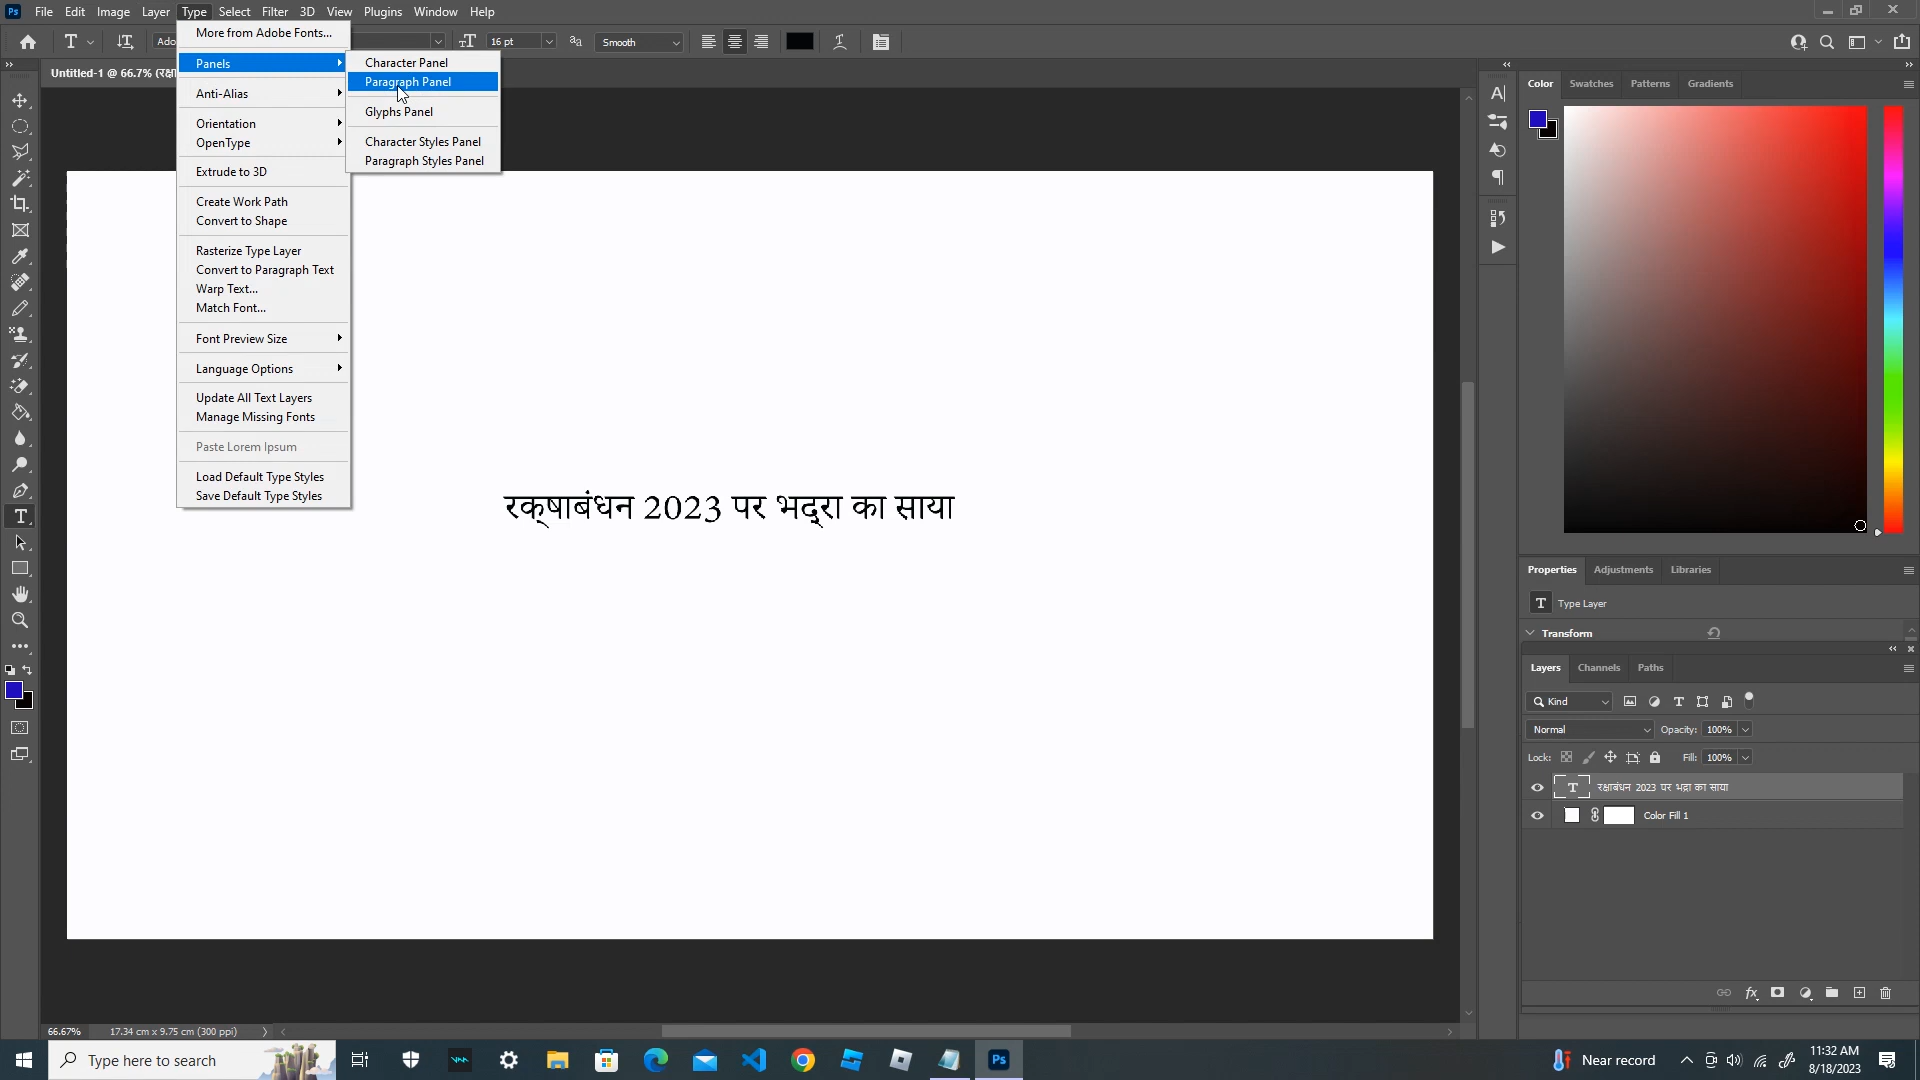 Ps File Edit Image Layer Type Select Filter 3D View Plugins Window Help
More from Adobe Fonts...
Panels
Anti-Alias
Orientation
OpenType
Extrude to 3D
Create Work Path
Convert to Shape
Rasterize Type Layer
Convert to Paragraph Text
Warp Text...
Match Font...
Font Preview Size
Language Options
Update All Text Layers
Manage Missing Fonts
Paste Lorem Ipsum
Load Default Type Styles
Save Default Type Styles
Character Panel
Paragraph Panel
Glyphs Panel
Character Styles Panel
Paragraph Styles Panel
16 pt Smooth
Untitled-1 @ 66.7%
रक्‌षाबंधन 2023 पर भद्‌रा का साया
Color Swatches Patterns Gradients
Properties Adjustments Libraries
T Type Layer
Transform
Layers Channels Paths
Kind
Normal Opacity: 100%
Lock: Fill: 100%
T रक्षाबंधन 2023 पर भद्रा का साया
Color Fill 1
66.67% 17.34 cm x 9.75 cm (300 ppi)
Type here to search
Ps
Near record
11:32 AM
8/18/2023